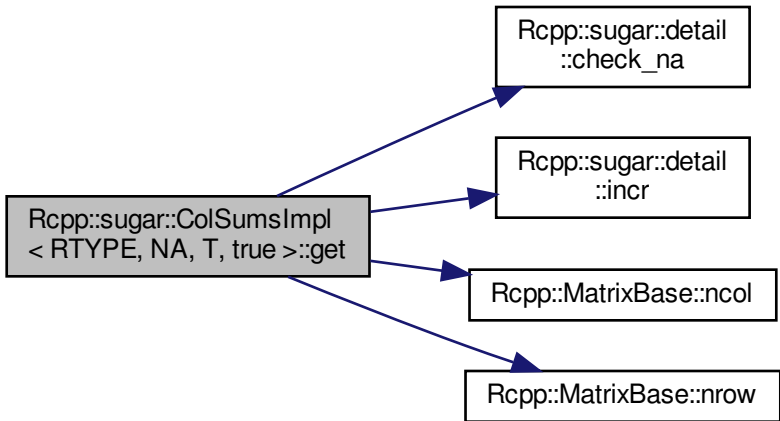 Rcpp::sugar::detail
::check_na
Rcpp::sugar::detail
::incr
Rcpp::sugar::ColSumsImpl
< RTYPE, NA, T, true >::get
Rcpp::MatrixBase::ncol
Rcpp::MatrixBase::nrow